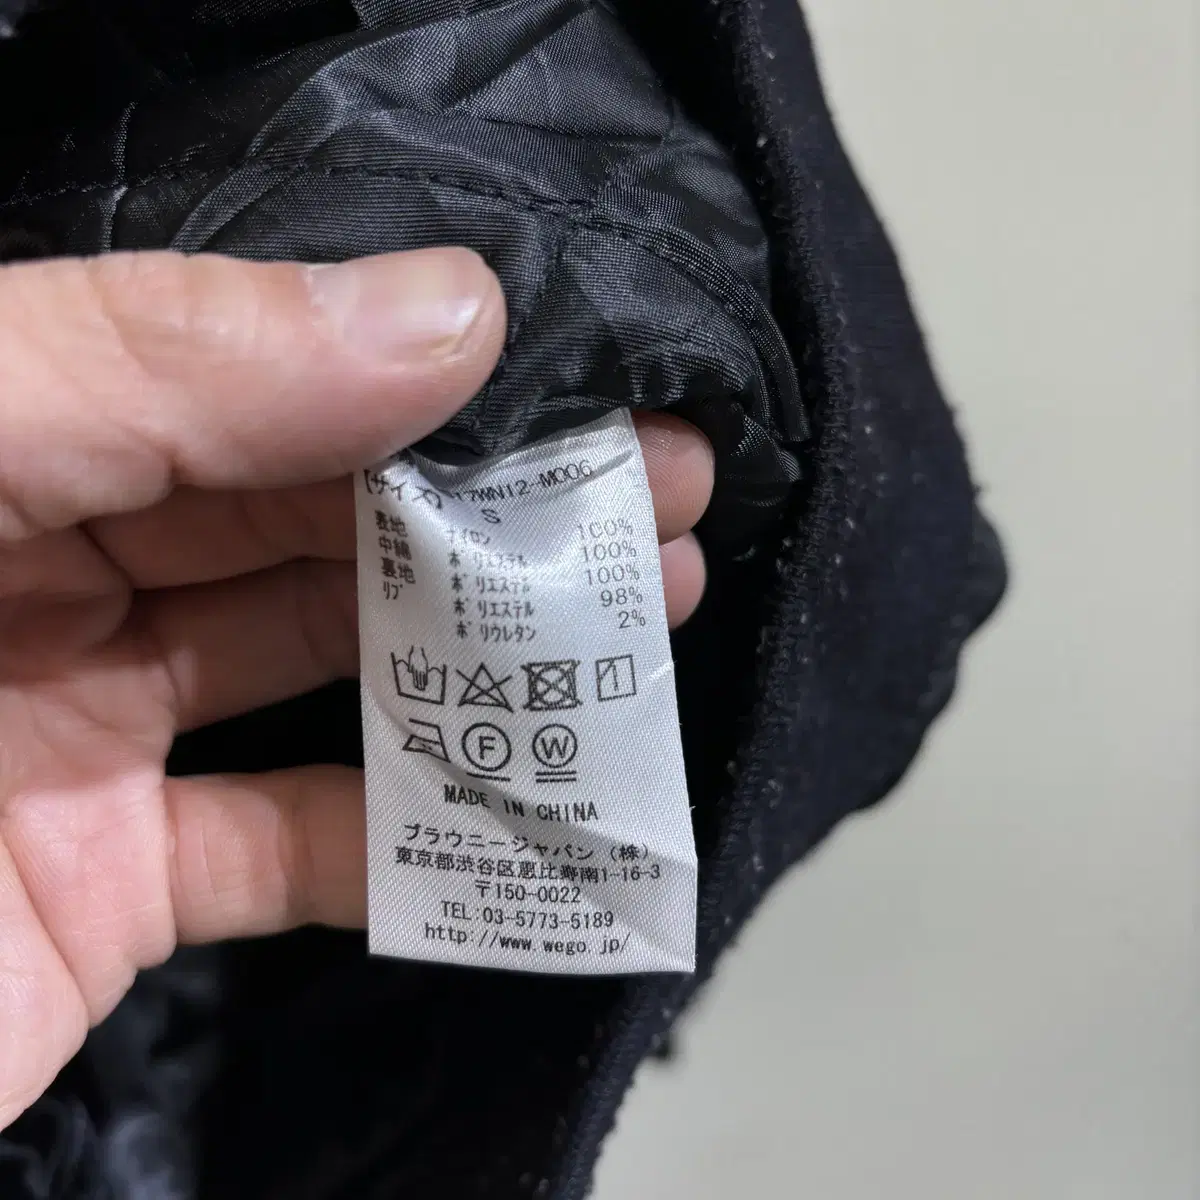 【サイズ】 17WN12-M006
S
表地 ナイロン 100%
中綿 ポリエステル 100%
裏地 ポリエステル 100%
リブ ポリエステル 98%
ポリウレタン 2%
F W
MADE IN CHINA
ブラウニージャパン (株)
東京都渋谷区恵比寿南1-16-3
〒150-0022
TEL:03-5773-5189
http://www.wego.jp/